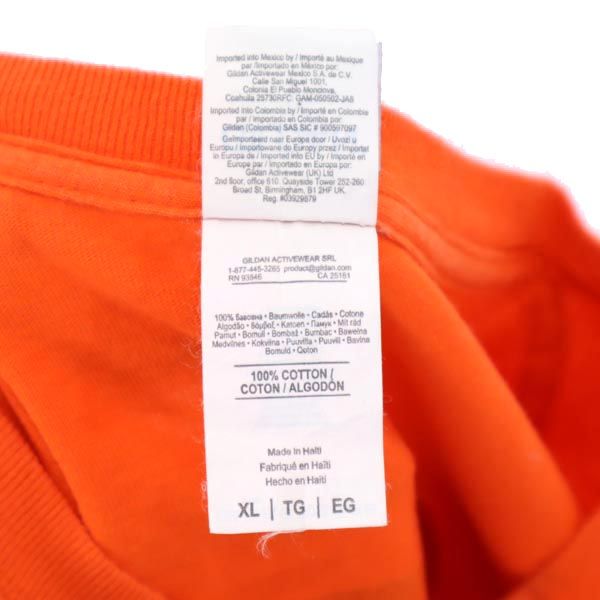 Imported into Mexico by / Importé au Mexique
par / Importado en México por:
Gildan Activewear Mexico S.A. de C.V.
Calle San Miguel 1001,
Colonia El Pueblo Monclova,
Coahuila 25730RFC: GAM-050502-JA8
Imported into Colombia by / Importé en
Colombia par / Importado en Colombia por:
Gildan (Colombia) SAS SIC # 900597097
Geïmporteerd naar Europa door / Uvozi u
Europu / Importowane do Europy przez / Importat
in Europa de / Imported into EU by / Importé en
Europe par / Importado en Europa por:
Gildan Activewear (UK) Ltd
2nd floor, office 610, Quayside Tower 252-260
Broad St, Birmingham, B1 2HF UK.
Reg. #03929879
GILDAN ACTIVEWEAR SRL
1-877-445-3265 product@gildan.com
RN 93846 CA 25181
100% бавовна • Baumwolle • Cadás • Cotone
Algodão • βάμβαξ • Katoen • Памук • Mit rád
Pamut • Bomull • Bombaž • Bumbac • Bawełna
Medvilnės • Kokvilna • Puuvilla • Puuvill • Bavlna
Bomuld • Qoton
100% COTTON /
COTON / ALGODÓN
Made in Haiti
Fabriqué en Haïti
Hecho en Haití
XL | TG | EG